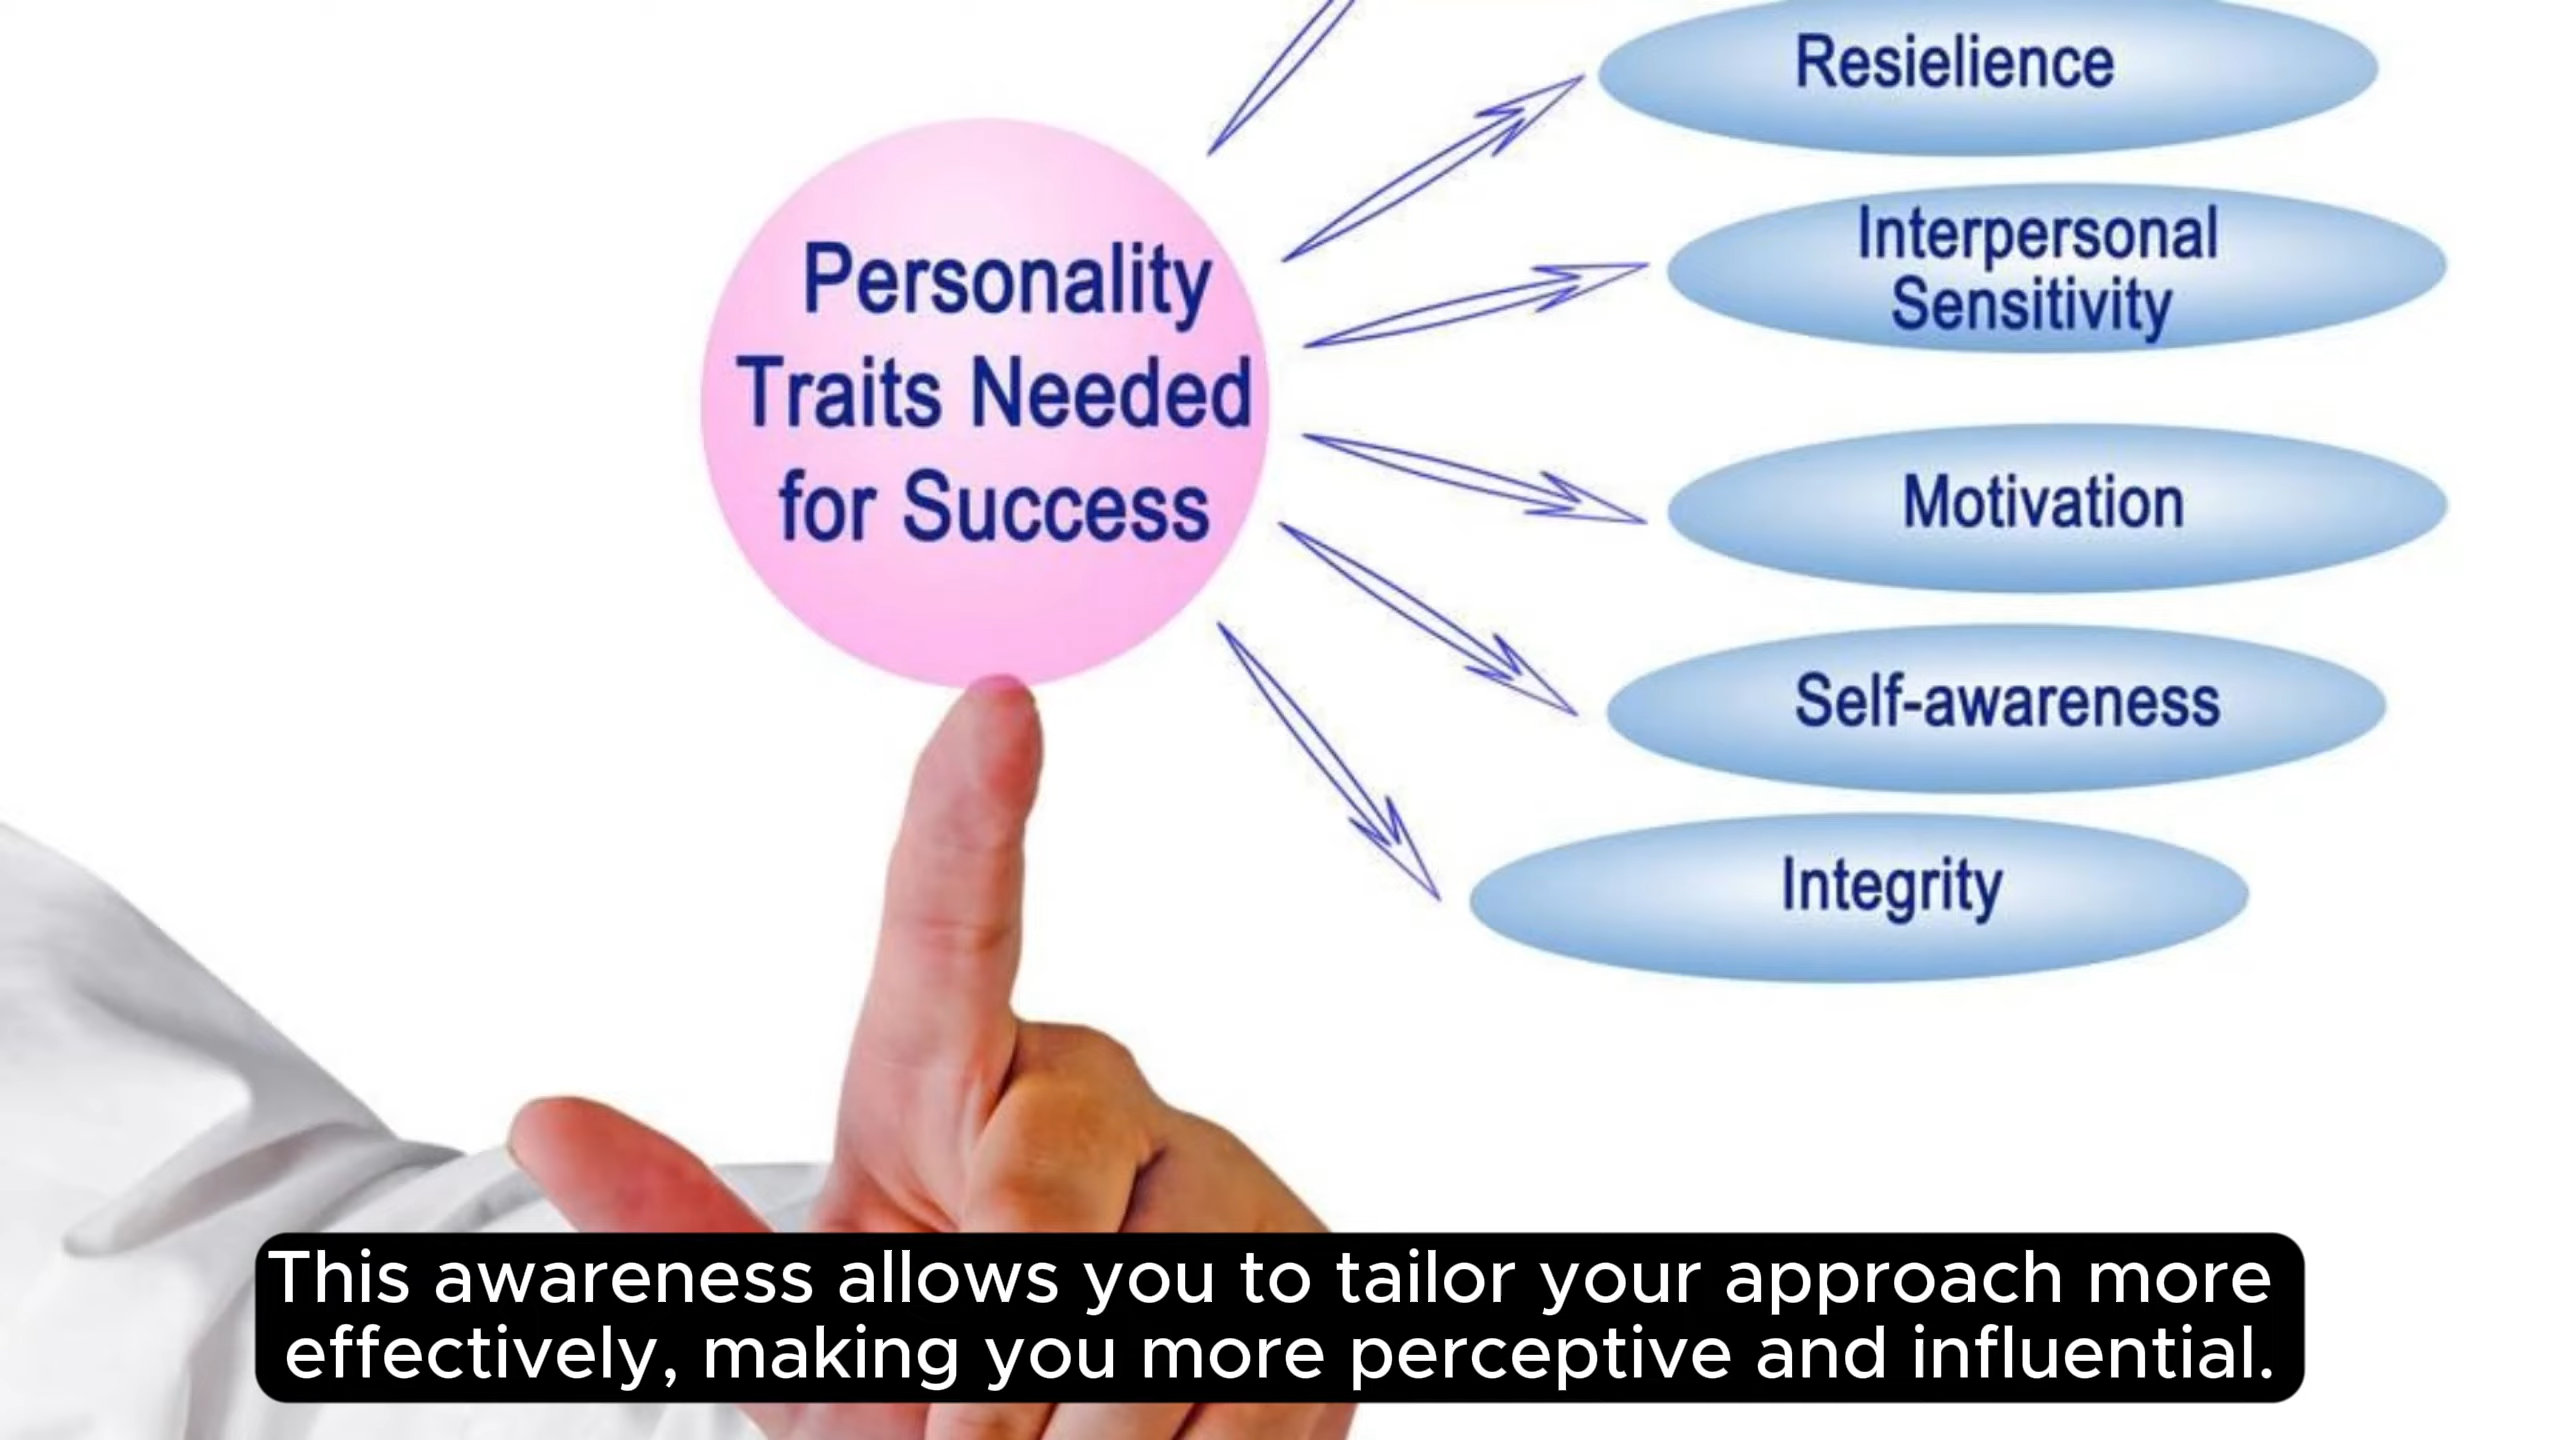 Personality
Traits Needed
for Success
Resielience
Interpersonal
Sensitivity
Motivation
Self-awareness
Integrity
This awareness allows you to tailor your approach more
effectively, making you more perceptive and influential.